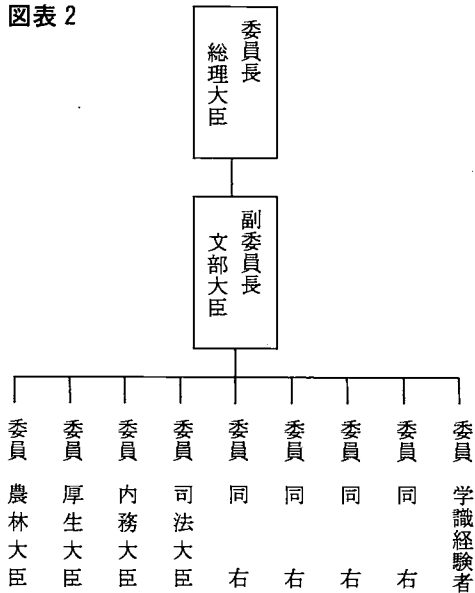 図表2
委員長
総理大臣
副委員長
文部大臣
委員 学識経験者
委員 同右
委員 同右
委員 同右
委員 同右
委員 司法大臣
委員 内務大臣
委員 厚生大臣
委員 農林大臣